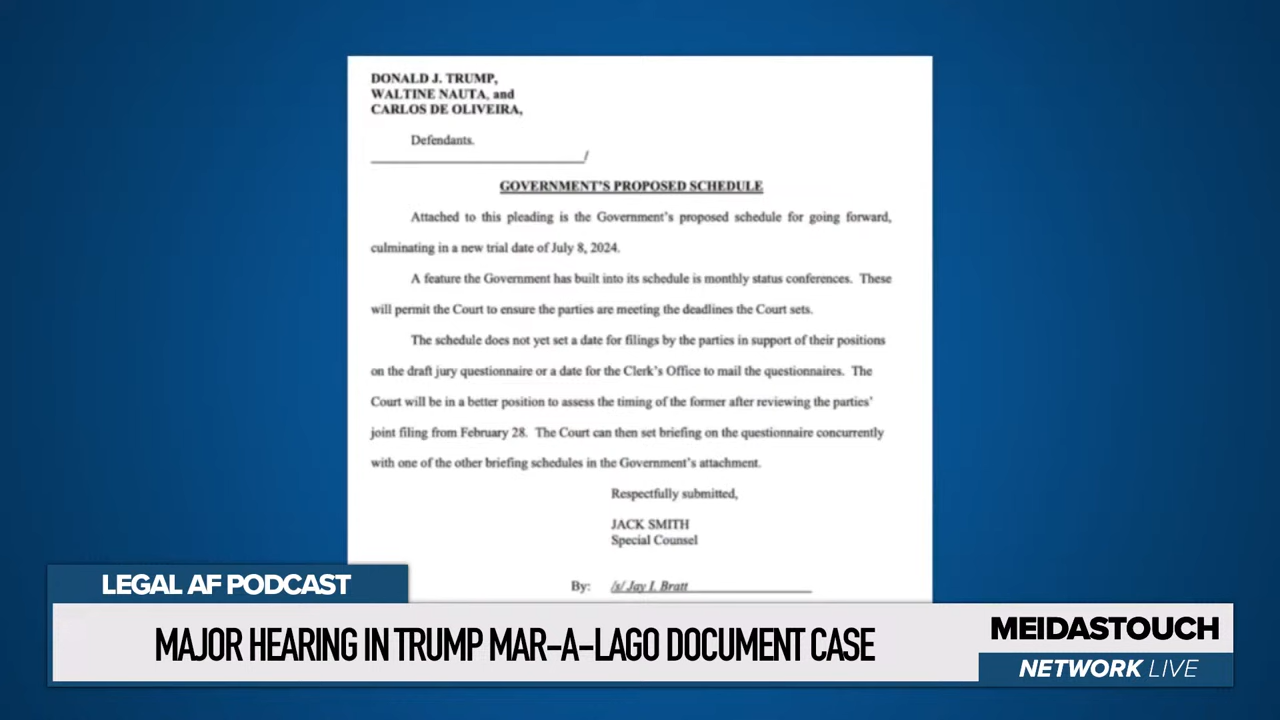 DONALD J. TRUMP,
WALTINE NAUTA, and
CARLOS DE OLIVEIRA,
Defendants.
/
GOVERNMENT'S PROPOSED SCHEDULE
Attached to this pleading is the Government's proposed schedule for going forward,
culminating in a new trial date of July 8, 2024.
A feature the Government has built into its schedule is monthly status conferences. These
will permit the Court to ensure the parties are meeting the deadlines the Court sets.
The schedule does not yet set a date for filings by the parties in support of their positions
on the draft jury questionnaire or a date for the Clerk's Office to mail the questionnaires. The
Court will be in a better position to assess the timing of the former after reviewing the parties'
joint filing from February 28. The Court can then set briefing on the questionnaire concurrently
with one of the other briefing schedules in the Government's attachment.
Respectfully submitted,
JACK SMITH
Special Counsel
By: /s/ Jay I. Bratt
LEGAL AF PODCAST
MAJOR HEARING IN TRUMP MAR-A-LAGO DOCUMENT CASE
MEIDASTOUCH
NETWORK LIVE